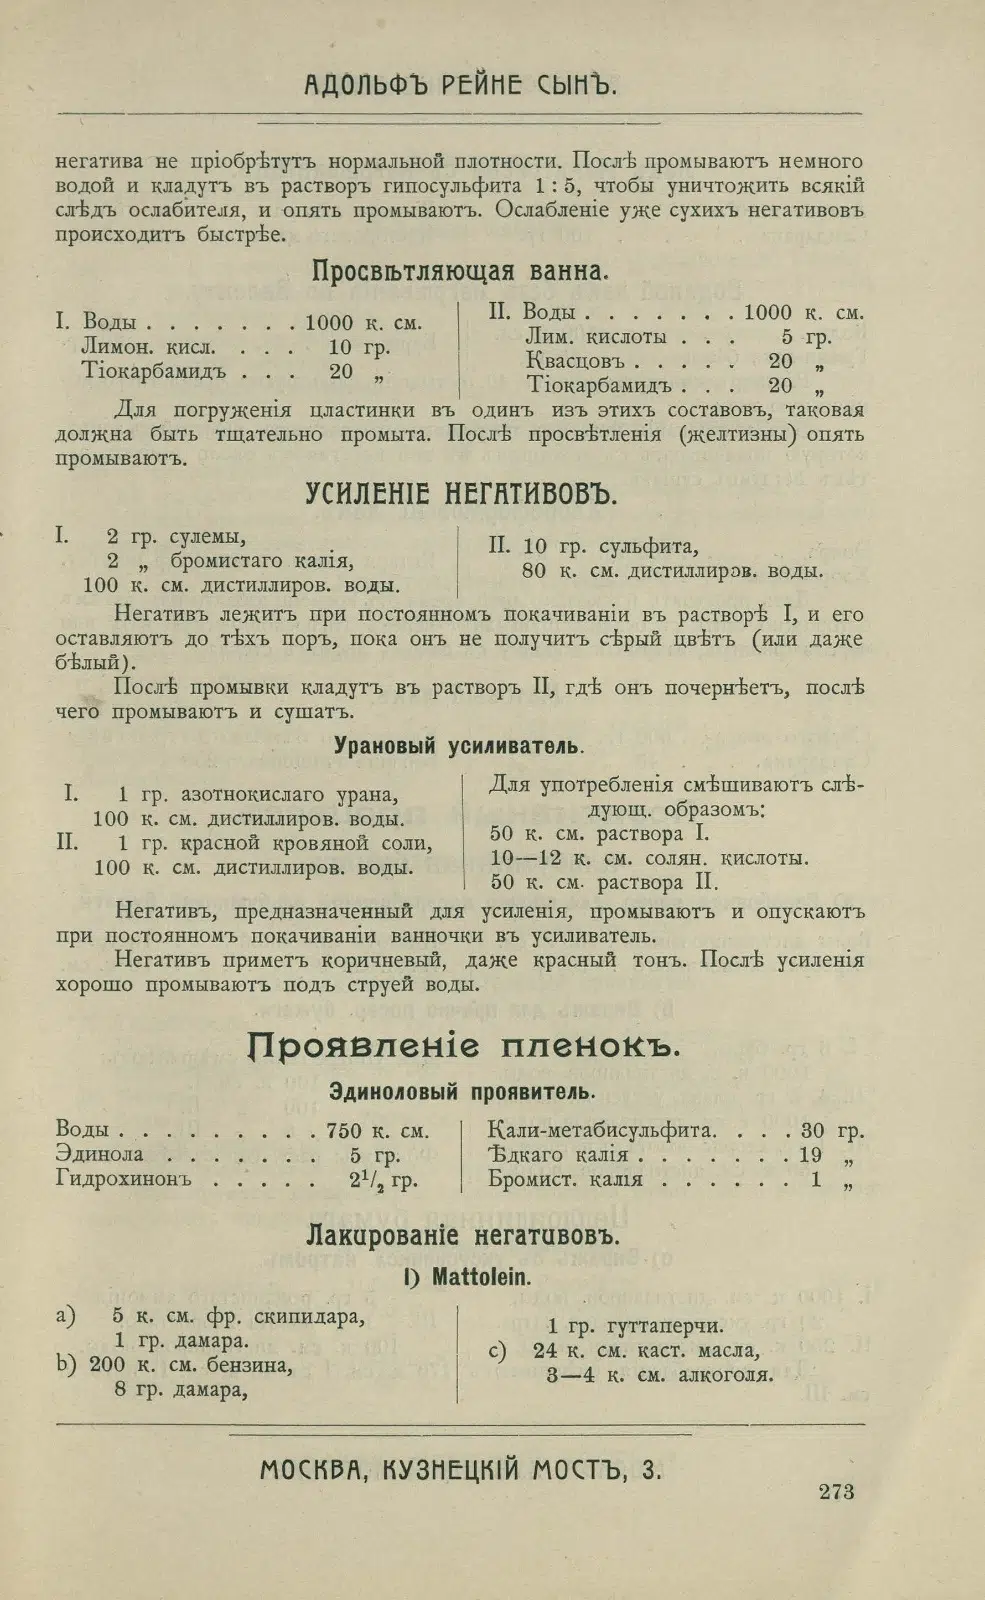 АДОЛЬФЪ РЕЙНЕ СЫНЪ.
негатива не пріобрѣтутъ нормальной плотности. Послѣ промываютъ немного
водой и кладутъ въ растворъ гипосульфита 1 : 5, чтобы уничтожить всякій
слѣдъ ослабителя, и опять промываютъ. Ослабленіе уже сухихъ негативовъ
происходитъ быстрѣе.
Просвѣтляющая ванна.
I. Воды . . . . . . . 1000 к. см.
Лимон. кисл. . . . 10 гр.
Тіокарбамидъ . . . 20 „
II. Воды . . . . . . . 1000 к. см.
Лим. кислоты . . . 5 гр.
Квасцовъ . . . . . 20 „
Тіокарбамидъ . . . 20 „
Для погруженія пластинки въ одинъ изъ этихъ составовъ, таковая
должна быть тщательно промыта. Послѣ просвѣтленія (желтизны) опять
промываютъ.
УСИЛЕНІЕ НЕГАТИВОВЪ.
I. 2 гр. сулемы,
2 „ бромистаго калія,
100 к. см. дистиллиров. воды.
II. 10 гр. сульфита,
80 к. см. дистиллиров. воды.
Негативъ лежитъ при постоянномъ покачиваніи въ растворѣ I, и его
оставляютъ до тѣхъ поръ, пока онъ не получитъ сѣрый цвѣтъ (или даже
бѣлый).
Послѣ промывки кладутъ въ растворъ II, гдѣ онъ почернѣетъ, послѣ
чего промываютъ и сушатъ.
Урановый усиливатель.
I. 1 гр. азотнокислаго урана,
100 к. см. дистиллиров. воды.
II. 1 гр. красной кровяной соли,
100 к. см. дистиллиров. воды.
Для употребленія смѣшиваютъ слѣ-
дующ. образомъ:
50 к. см. раствора I.
10—12 к. см. солян. кислоты.
50 к. см. раствора II.
Негативъ, предназначенный для усиленія, промываютъ и опускаютъ
при постоянномъ покачиваніи ванночки въ усиливатель.
Негативъ приметъ коричневый, даже красный тонъ. Послѣ усиленія
хорошо промываютъ подъ струей воды.
Проявленіе пленокъ.
Эдиноловый проявитель.
Воды . . . . . . . . . 750 к. см.
Эдинола . . . . . . . 5 гр.
Гидрохинонъ . . . . . 2½ гр.
Кали-метабисульфита. . . . 30 гр.
Ѣдкаго калія . . . . . . . 19 „
Бромист. калія . . . . . . 1 „
Лакированіе негативовъ.
I) Mattolein.
a) 5 к. см. фр. скипидара,
1 гр. дамара.
b) 200 к. см. бензина,
8 гр. дамара,
1 гр. гуттаперчи.
c) 24 к. см. каст. масла,
3—4 к. см. алкоголя.
МОСКВА, КУЗНЕЦКІЙ МОСТЪ, 3.
273